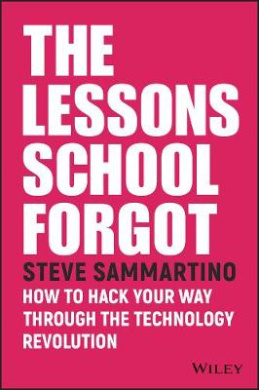 THE
LESSONS
SCHOOL
FORGOT
STEVE SAMMARTINO
HOW TO HACK YOUR WAY
THROUGH THE TECHNOLOGY
REVOLUTION
WILEY